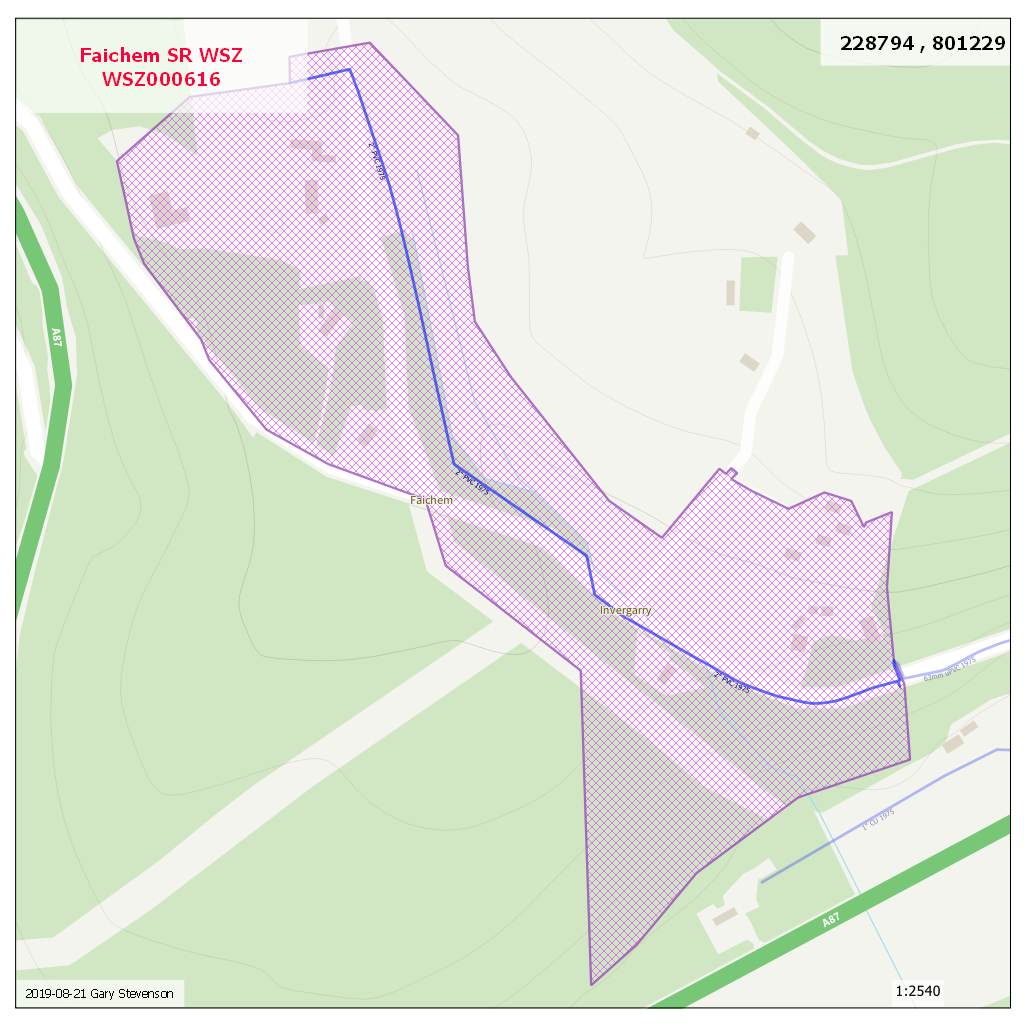 Faichem SR WSZ
WSZ000616
228794 , 801229
2" PVC 1975
A87
2" PVC 1975
Faichem
Invergarry
2" PVC 1975
63mm uPVC 1975
1" CU 1975
A87
2019-08-21 Gary Stevenson
1:2540